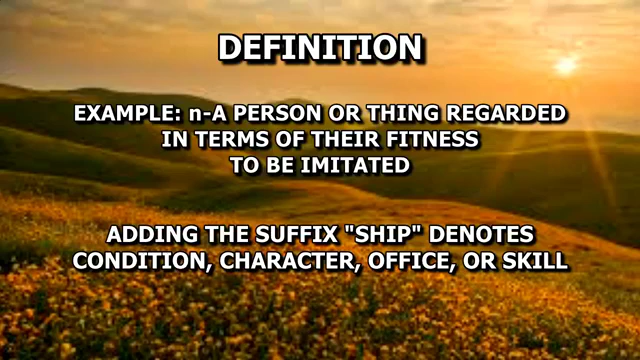 DEFINITION
EXAMPLE: n-A PERSON OR THING REGARDED
IN TERMS OF THEIR FITNESS
TO BE IMITATED
ADDING THE SUFFIX "SHIP" DENOTES
CONDITION, CHARACTER, OFFICE, OR SKILL